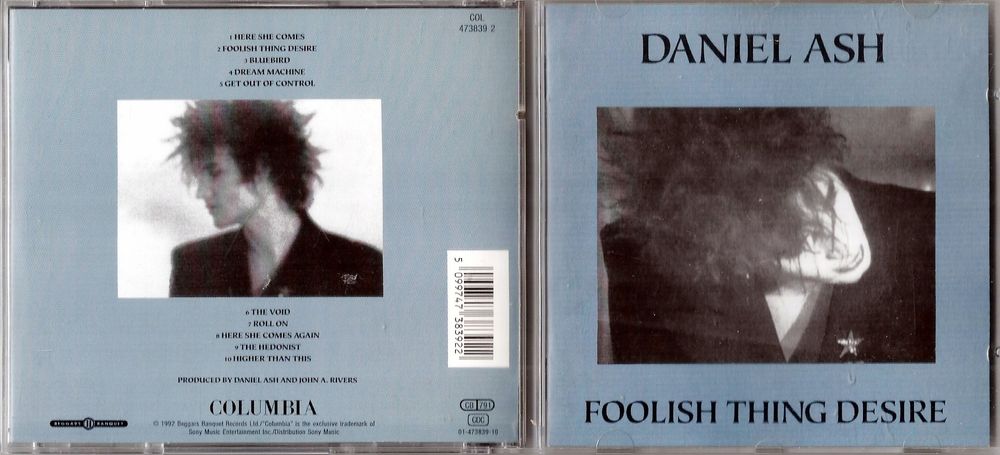 COL
473839 2
1 HERE SHE COMES
2 FOOLISH THING DESIRE
3 BLUEBIRD
4 DREAM MACHINE
5 GET OUT OF CONTROL
6 THE VOID
7 ROLL ON
8 HERE SHE COMES AGAIN
9 THE HEDONIST
10 HIGHER THAN THIS
5 099747 383922
PRODUCED BY DANIEL ASH AND JOHN A. RIVERS
COLUMBIA
GB 791
GDC
BEGGARS BANQUET
© 1992 Beggars Banquet Records Ltd./"Columbia" is the exclusive trademark of
Sony Music Entertainment Inc./Distribution Sony Music
01-473839-10
DANIEL ASH
FOOLISH THING DESIRE